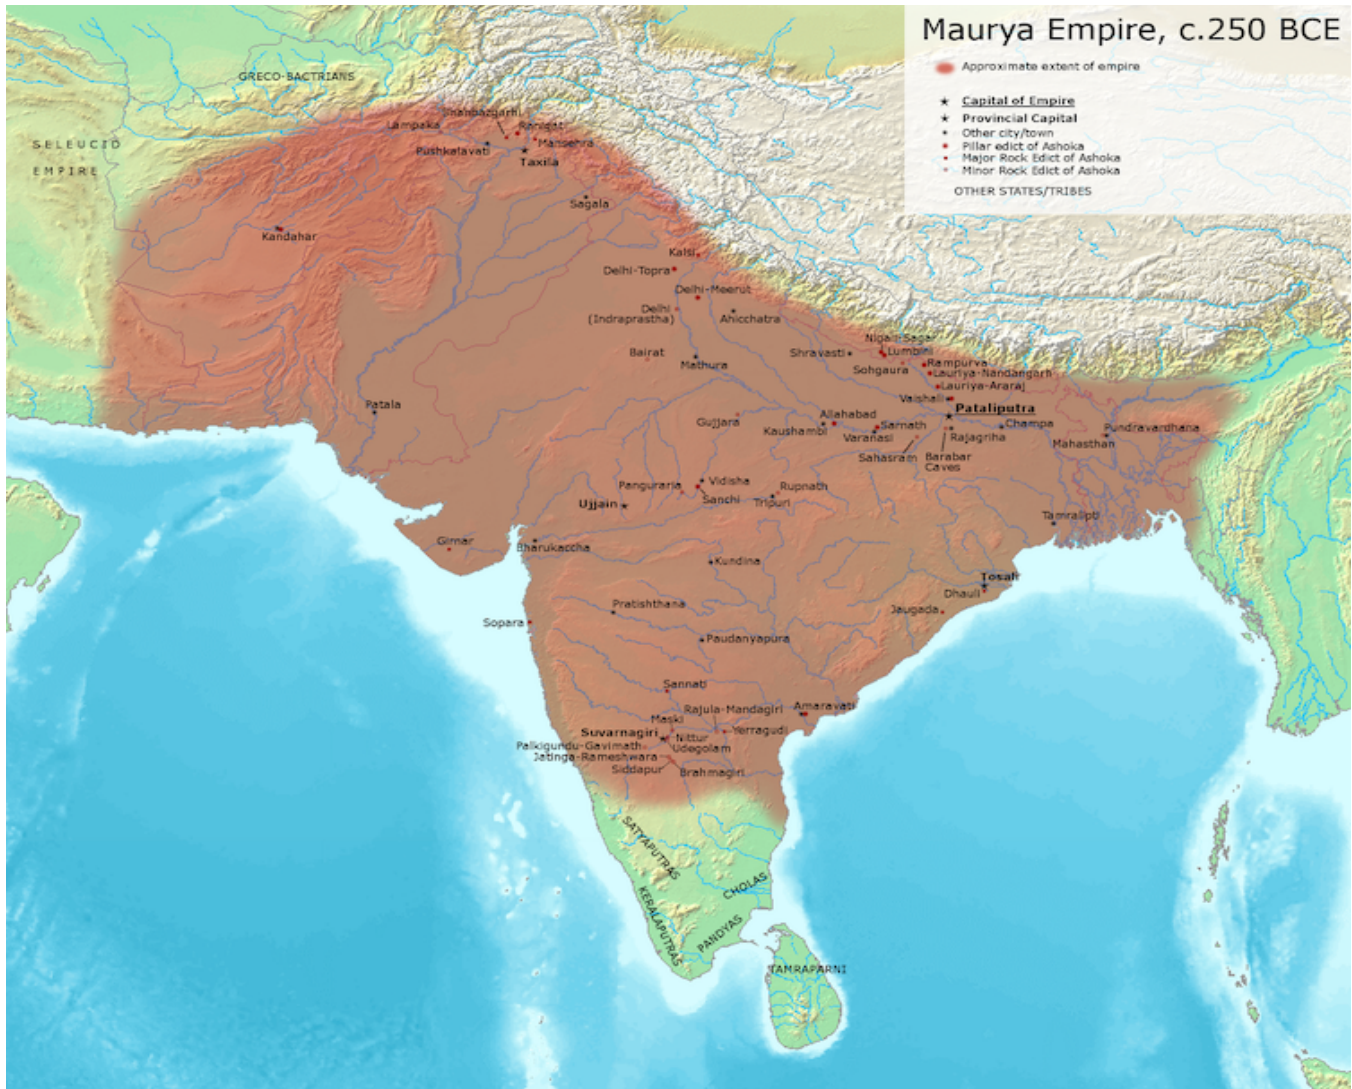 Maurya Empire, c.250 BCE
Approximate extent of empire
Capital of Empire
Provincial Capital
Other city/town
Pillar edict of Ashoka
Major Rock Edict of Ashoka
Minor Rock Edict of Ashoka
OTHER STATES/TRIBES
GRECO-BACTRIANS
SELEUCID
EMPIRE
Shahbazgarhi
Lampaka
Ranigat
Mansehra
Pushkalavati
Taxila
Sagala
Kandahar
Kalsi
Delhi-Topra
Delhi-Meerut
Delhi
(Indraprastha)
Ahicchatra
Bairat
Mathura
Shravasti
Nigali-Sagar
Lumbini
Sohgaura
Rampurva
Lauriya-Nandangarh
Lauriya-Araraj
Vaishali
Patala
Pataliputra
Gujjara
Allahabad
Kaushambi
Sarnath
Varanasi
Champa
Rajagriha
Pundravardhana
Mahasthan
Sahasram
Barabar
Caves
Panguraria
Vidisha
Sanchi
Rupnath
Tripuri
Ujjain
Tamralipti
Girnar
Bharukaccha
Kundina
Tosali
Dhauli
Jaugada
Pratishthana
Sopara
Paudanyapura
Sannati
Rajula-Mandagiri
Amaravati
Maski
Suvarnagiri
Nittur
Yerragudi
Palkigundu-Gavimath
Udegolam
Jatinga-Rameshwara
Siddapur
Brahmagiri
SATYAPUTRAS
CHOLAS
KERALAPUTRAS
PANDYAS
TAMRAPARNI